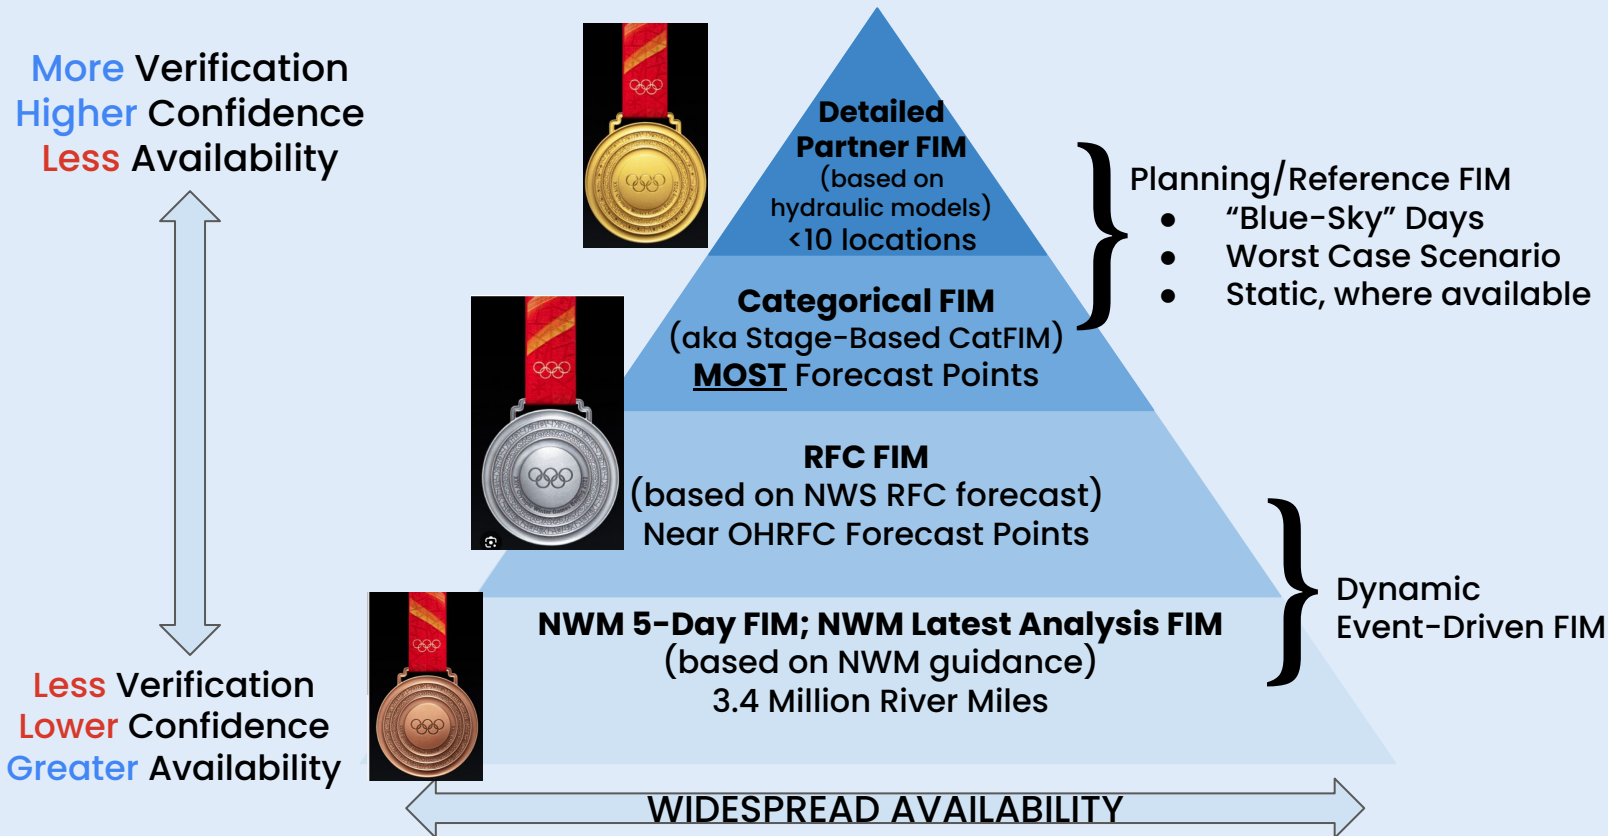 More Verification
Higher Confidence
Less Availability
Less Verification
Lower Confidence
Greater Availability
Detailed
Partner FIM
(based on
hydraulic models)
<10 locations
Categorical FIM
(aka Stage-Based CatFIM)
MOST Forecast Points
RFC FIM
(based on NWS RFC forecast)
Near OHRFC Forecast Points
NWM 5-Day FIM; NWM Latest Analysis FIM
(based on NWM guidance)
3.4 Million River Miles
Planning/Reference FIM
● “Blue-Sky” Days
● Worst Case Scenario
● Static, where available
Dynamic
Event-Driven FIM
WIDESPREAD AVAILABILITY